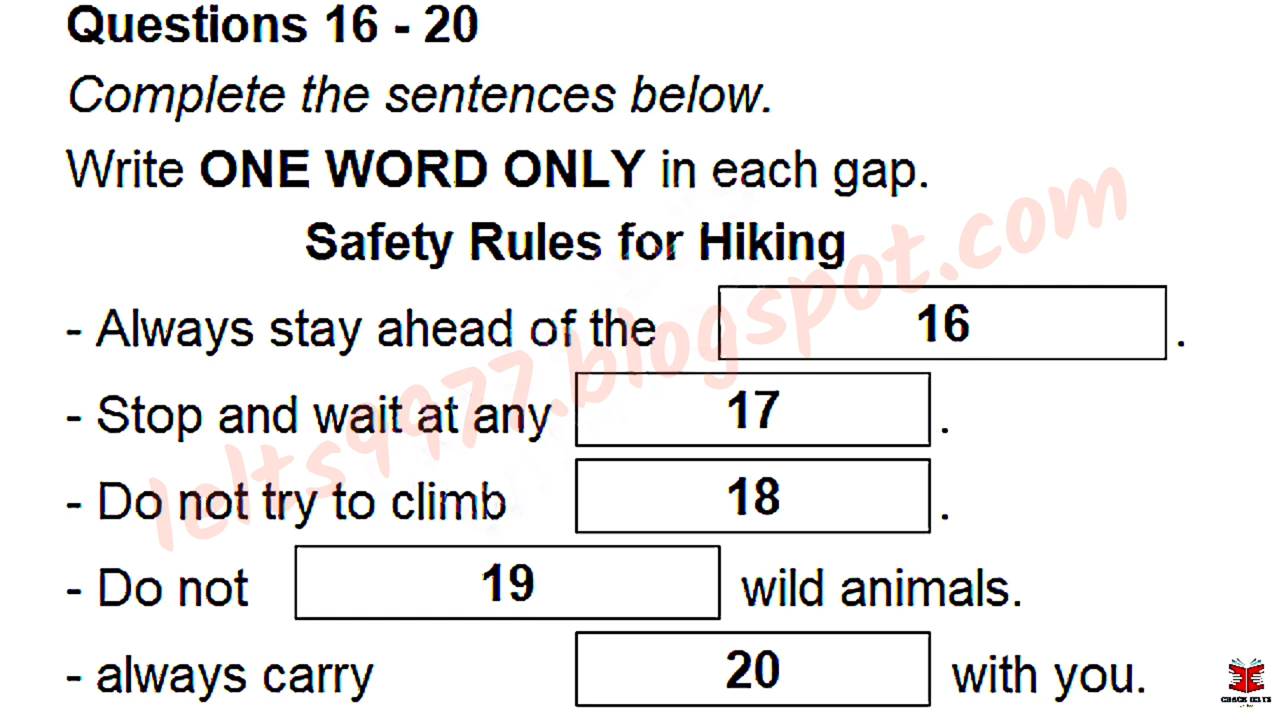 Questions 16 - 20
Complete the sentences below.
Write ONE WORD ONLY in each gap.
Safety Rules for Hiking
- Always stay ahead of the 16 .
- Stop and wait at any 17 .
- Do not try to climb 18 .
- Do not 19 wild animals.
- always carry 20 with you.
Ielts9977.blogspot.com
CRACK IELTS